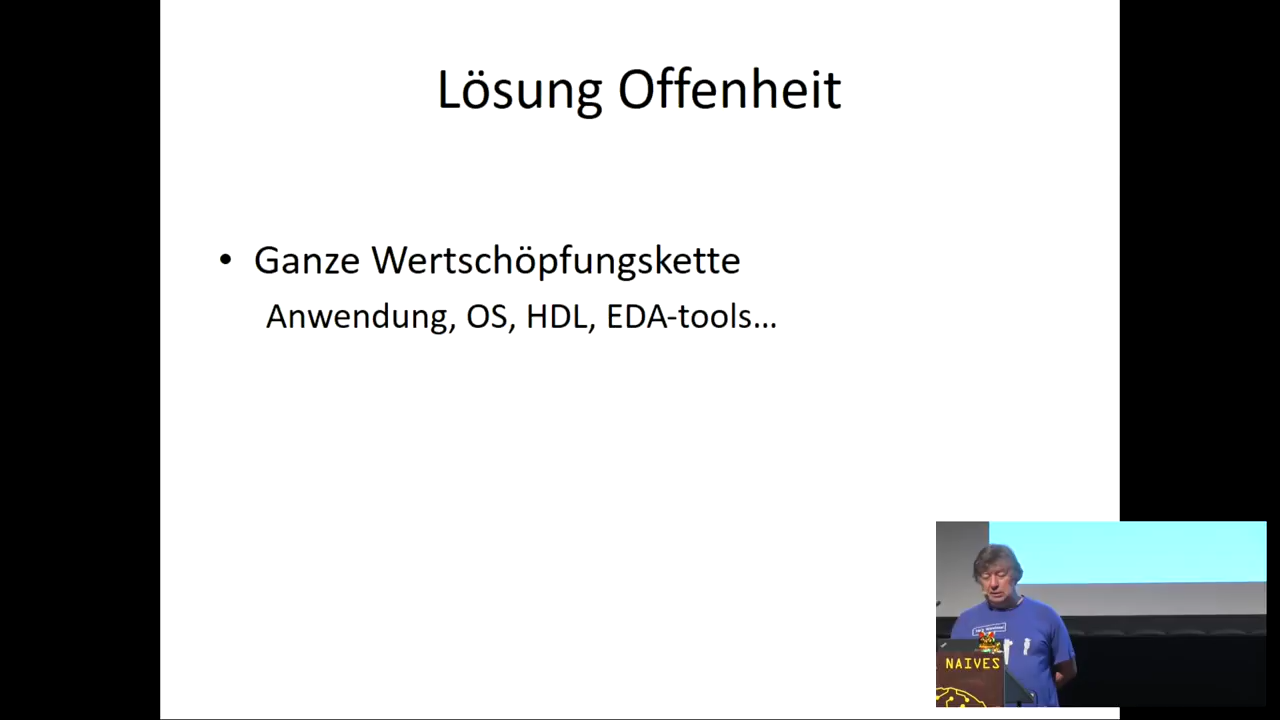 Lösung Offenheit
• Ganze Wertschöpfungskette
Anwendung, OS, HDL, EDA-tools...
NAIVES